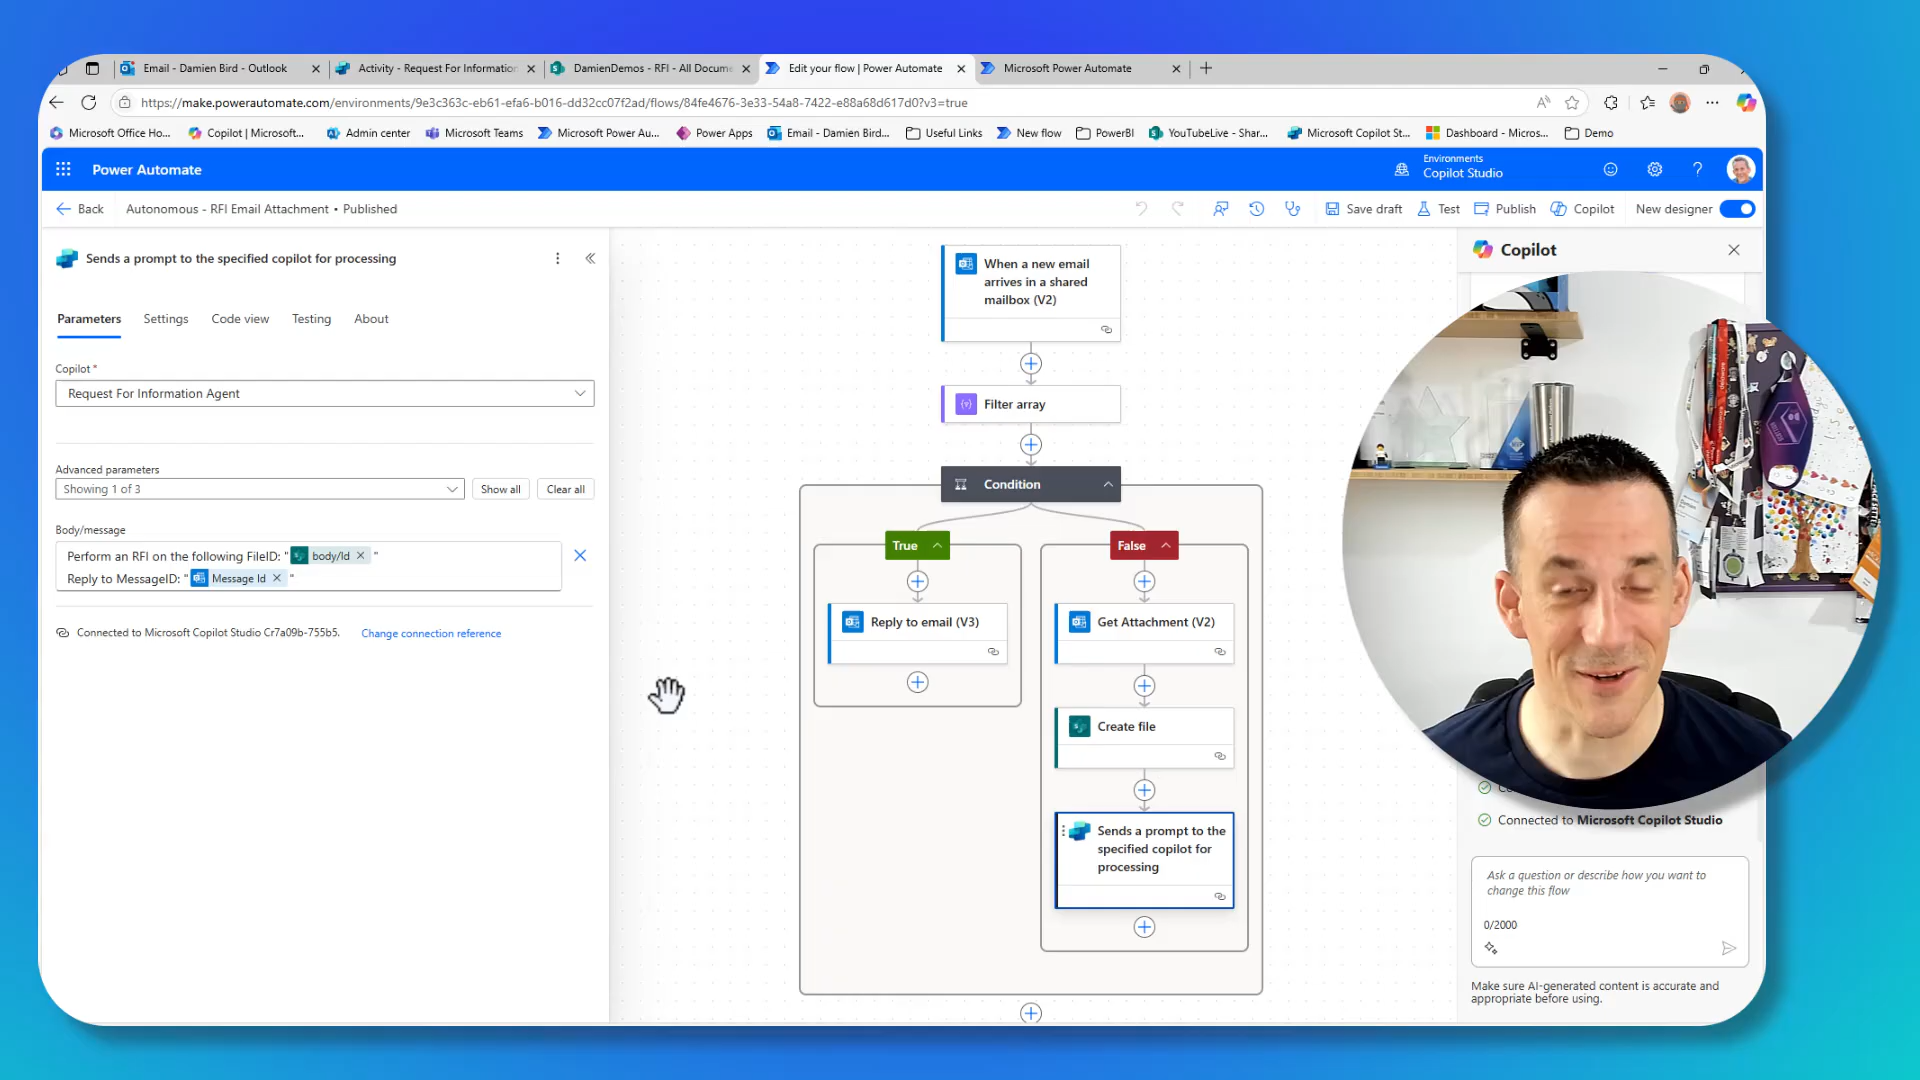 Email - Damien Bird - Outlook
Activity - Request For Information
DamienDemos - RFI - All Docume
Edit your flow | Power Automate
Microsoft Power Automate
https://make.powerautomate.com/environments/9e3c363c-eb61-efa6-b016-dd32cc07f2ad/flows/84fe4676-3e33-54a8-7422-e88a68d617d0?v3=true
Microsoft Office Ho...
Copilot | Microsoft...
Admin center
Microsoft Teams
Microsoft Power Au...
Power Apps
Email - Damien Bird...
Useful Links
New flow
PowerBI
YouTubeLive - Shar...
Microsoft Copilot St...
Dashboard - Micros...
Demo
Power Automate
Environments
Copilot Studio
Back
Autonomous - RFI Email Attachment • Published
Save draft
Test
Publish
Copilot
New designer
Sends a prompt to the specified copilot for processing
Parameters
Settings
Code view
Testing
About
Copilot *
Request For Information Agent
Advanced parameters
Showing 1 of 3
Show all
Clear all
Body/message
Perform an RFI on the following FileID: " body/Id "
Reply to MessageID: " Message Id "
Connected to Microsoft Copilot Studio Cr7a09b-755b5.
Change connection reference
When a new email
arrives in a shared
mailbox (V2)
Filter array
Condition
True
False
Reply to email (V3)
Get Attachment (V2)
Create file
Sends a prompt to the
specified copilot for
processing
Copilot
Connected to Microsoft Copilot Studio
Ask a question or describe how you want to
change this flow
0/2000
Make sure AI-generated content is accurate and
appropriate before using.